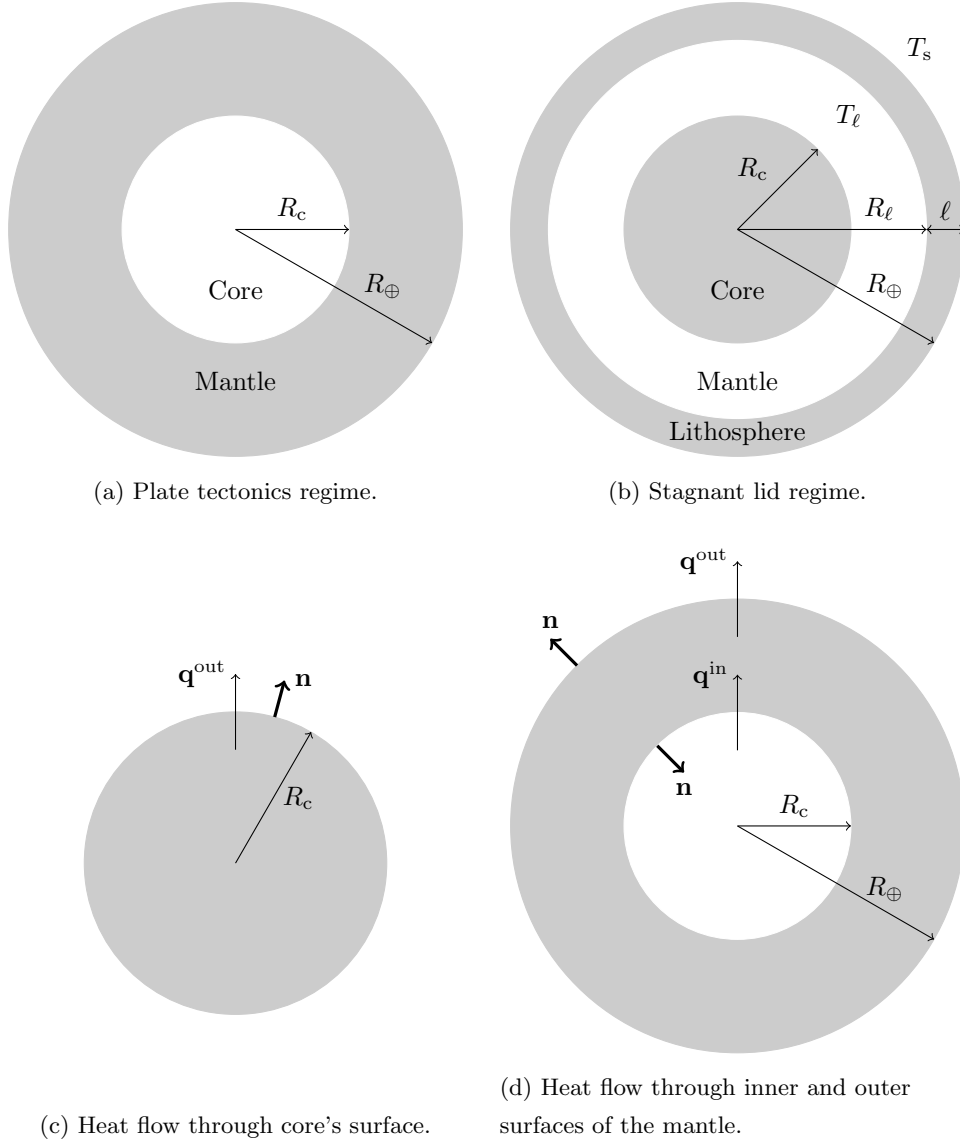 R_c
R_⊕
Core
Mantle
(a) Plate tectonics regime.
T_s
T_ℓ
R_c
R_ℓ
ℓ
R_⊕
Core
Mantle
Lithosphere
(b) Stagnant lid regime.
q^out
n
R_c
(c) Heat flow through core's surface.
q^out
n
q^in
n
R_c
R_⊕
(d) Heat flow through inner and outer
surfaces of the mantle.